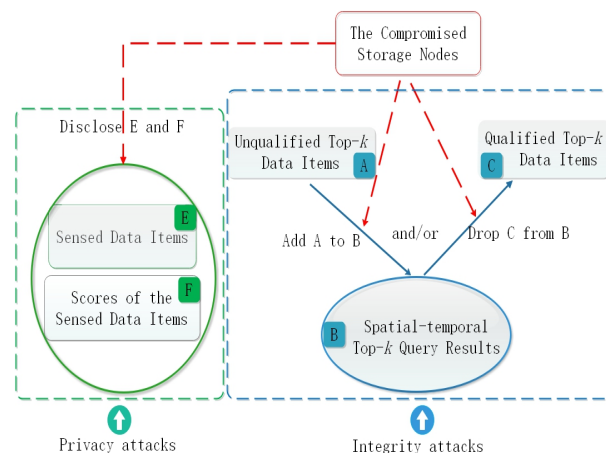 The Compromised
Storage Nodes
Disclose E and F
Unqualified Top-k
Data Items
A
Qualified Top-k
Data Items
C
E
Sensed Data Items
F
Scores of the
Sensed Data Items
Add A to B
and/or
Drop C from B
B
Spatial-temporal
Top-k Query Results
Privacy attacks
Integrity attacks